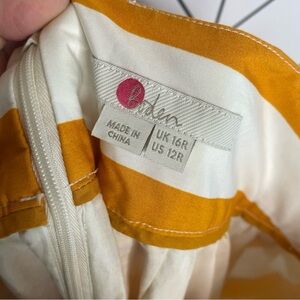 boden
MADE IN
CHINA
UK 16R
US 12R